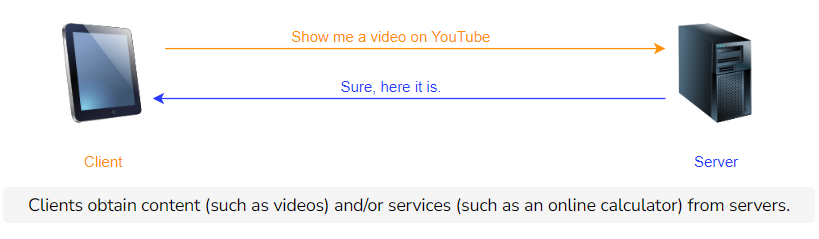 Show me a video on YouTube
Sure, here it is.
Client
Server
Clients obtain content (such as videos) and/or services (such as an online calculator) from servers.